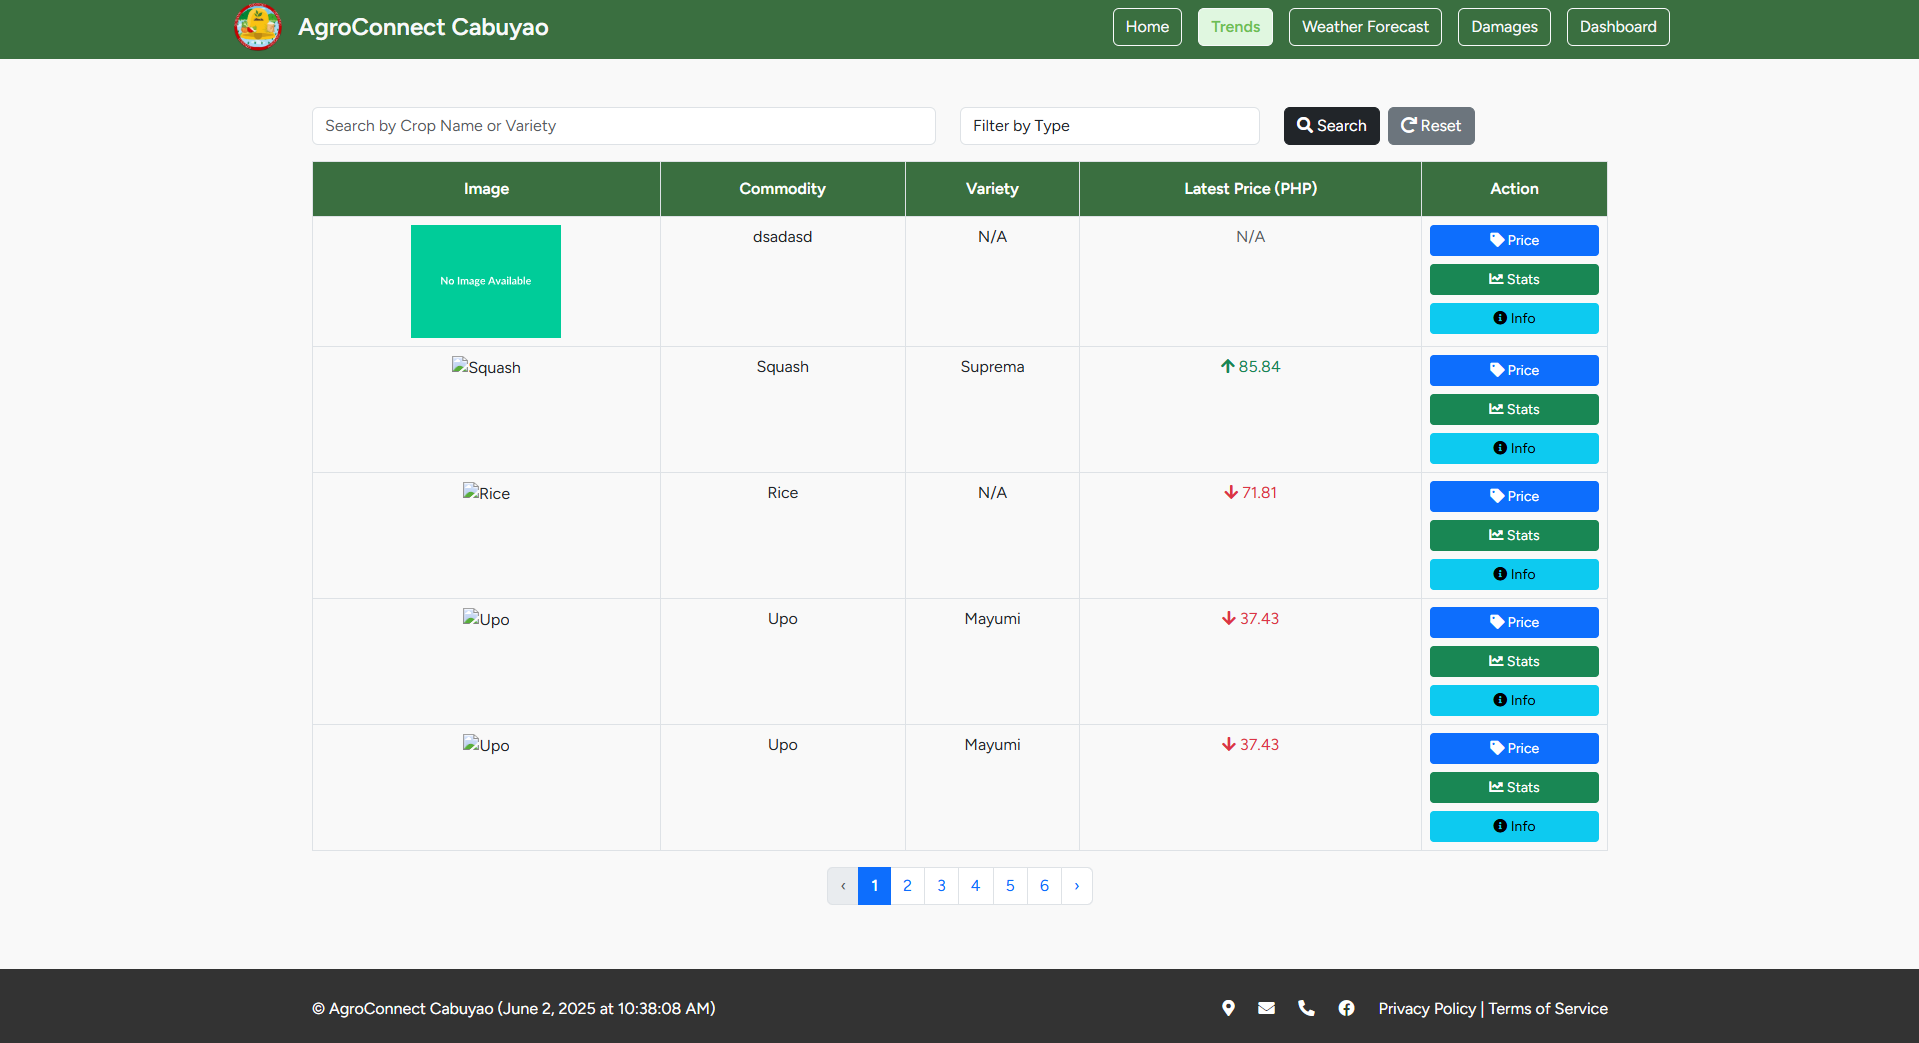 AgroConnect Cabuyao
Home Trends Weather Forecast Damages Dashboard
Search by Crop Name or Variety Filter by Type Search Reset
Image Commodity Variety Latest Price (PHP) Action
No Image Available dsadasd N/A N/A Price
Stats
Info
Squash Squash Suprema 85.84 Price
Stats
Info
Rice Rice N/A 71.81 Price
Stats
Info
Upo Upo Mayumi 37.43 Price
Stats
Info
Upo Upo Mayumi 37.43 Price
Stats
Info
‹ 1 2 3 4 5 6 ›
© AgroConnect Cabuyao (June 2, 2025 at 10:38:08 AM) Privacy Policy | Terms of Service